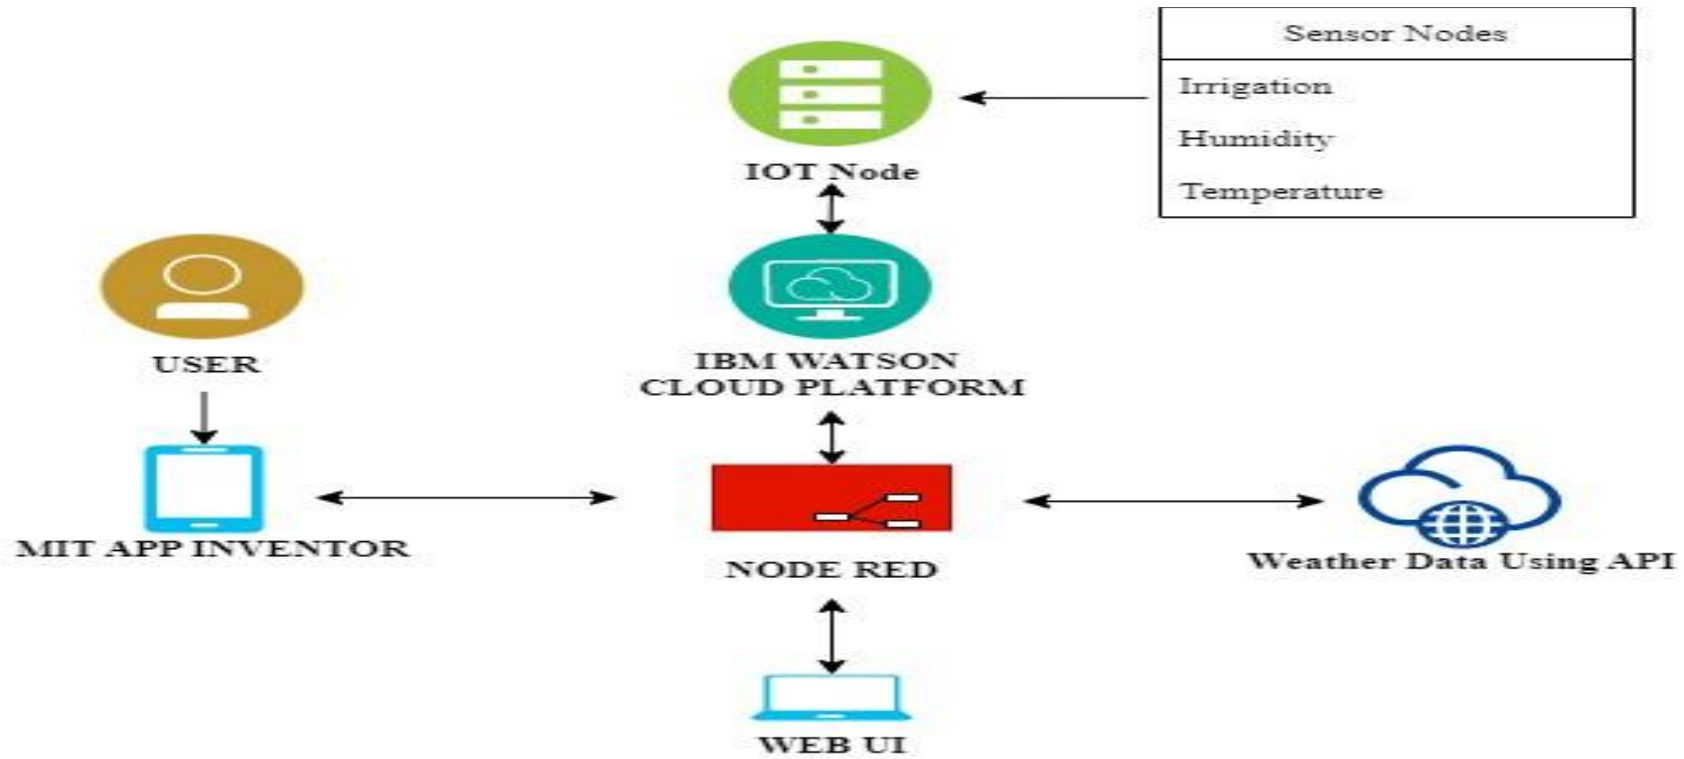 Sensor Nodes
Irrigation
Humidity
Temperature
IOT Node
USER
IBM WATSON
CLOUD PLATFORM
MIT APP INVENTOR
NODE RED
Weather Data Using API
WEB UI